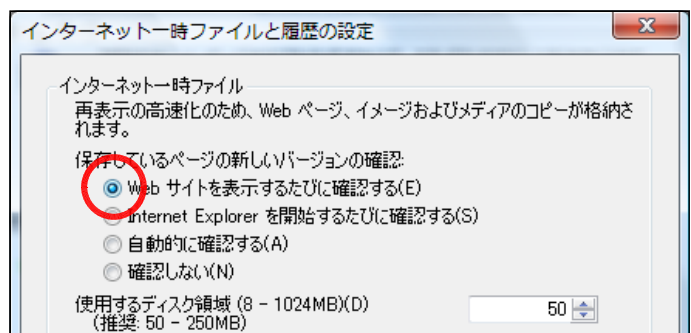 インターネット一時ファイルと履歴の設定
インターネット一時ファイル
再表示の高速化のため、Web ページ、イメージおよびメディアのコピーが格納さ
れます。
保存しているページの新しいバージョンの確認:
Web サイトを表示するたびに確認する(E)
Internet Explorer を開始するたびに確認する(S)
自動的に確認する(A)
確認しない(N)
使用するディスク領域 (8 - 1024MB)(D)
50
(推奨: 50 - 250MB)